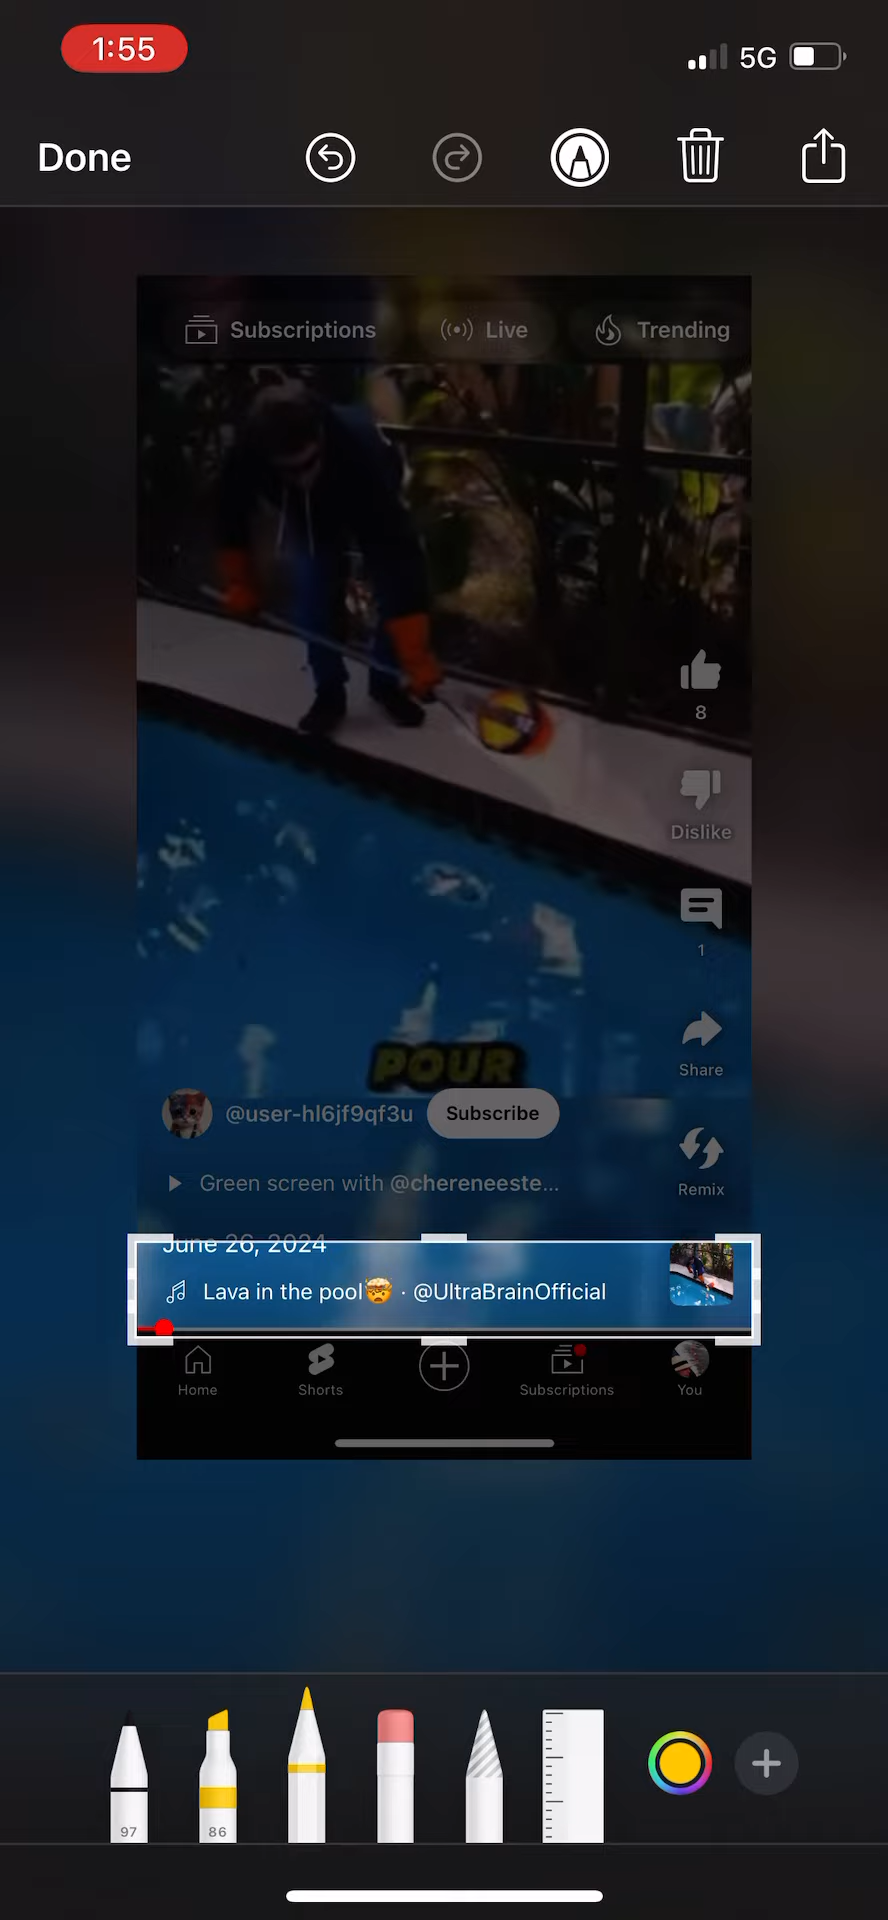 1:55
5G
Done
Subscriptions
Live
Trending
8
Dislike
1
Share
POUR
@user-hl6jf9qf3u
Subscribe
Green screen with @chereneeste...
Remix
June 26, 2024
Lava in the pool🤯 · @UltraBrainOfficial
Home
Shorts
Subscriptions
You
97
86